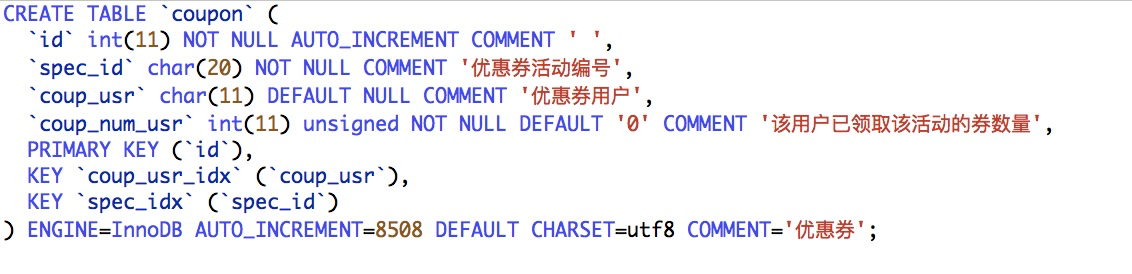 CREATE TABLE `coupon` (
  `id` int(11) NOT NULL AUTO_INCREMENT COMMENT ' ',
  `spec_id` char(20) NOT NULL COMMENT '优惠券活动编号',
  `coup_usr` char(11) DEFAULT NULL COMMENT '优惠券用户',
  `coup_num_usr` int(11) unsigned NOT NULL DEFAULT '0' COMMENT '该用户已领取该活动的券数量',
  PRIMARY KEY (`id`),
  KEY `coup_usr_idx` (`coup_usr`),
  KEY `spec_idx` (`spec_id`)
) ENGINE=InnoDB AUTO_INCREMENT=8508 DEFAULT CHARSET=utf8 COMMENT='优惠券';